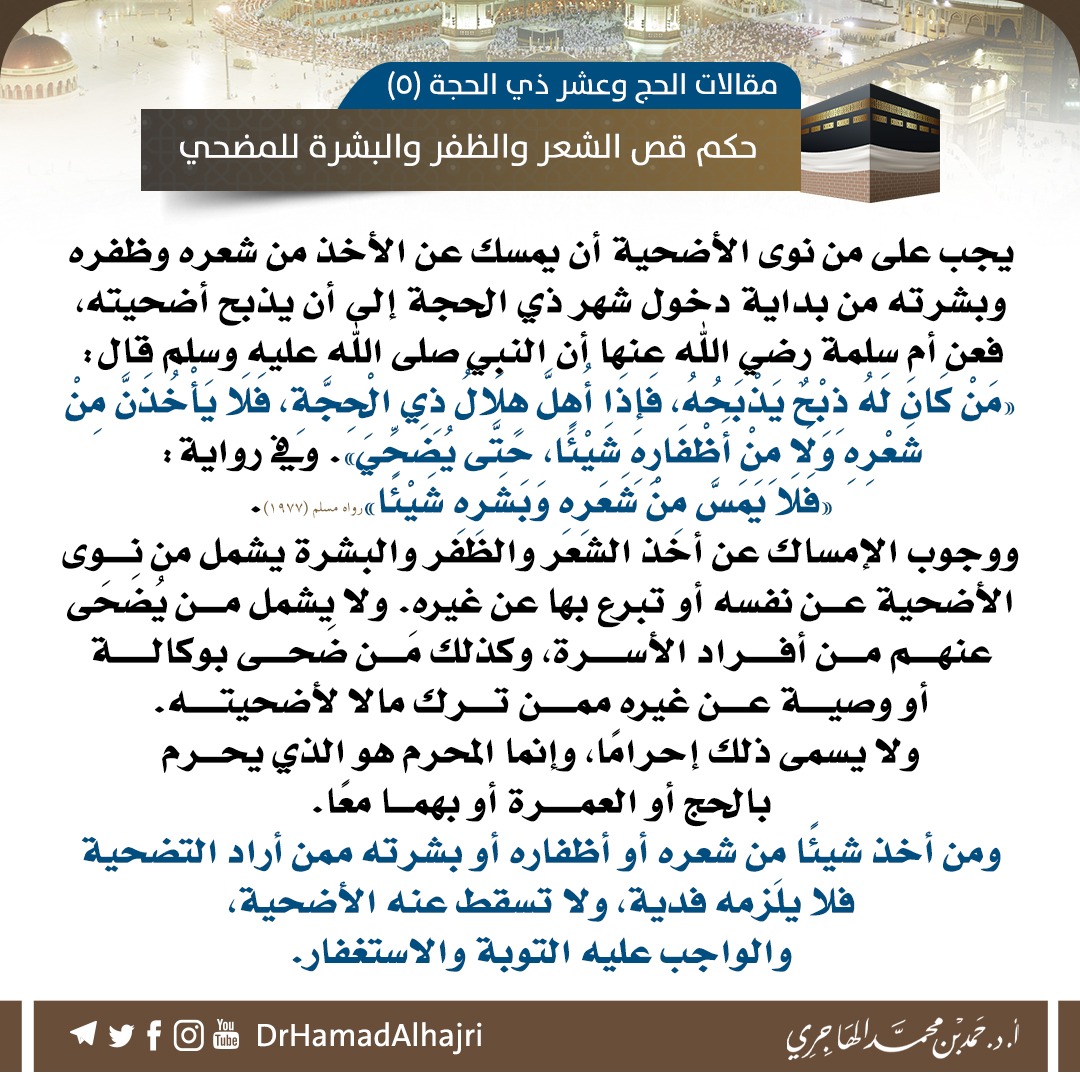 مقالات الحج وعشر ذي الحجة (٥)
حكم قص الشعر والظفر والبشرة للمضحي
يجب على من نوى الأضحية أن يمسك عن الأخذ من شعره وظفره
وبشرته من بداية دخول شهر ذي الحجة إلى أن يذبح أضحيته،
فعن أم سلمة رضي الله عنها أن النبي صلى الله عليه وسلم قال:
«مَنْ كَانَ لَهُ ذِبْحٌ يَذْبَحُهُ، فَإِذَا أُهِلَّ هِلَالُ ذِي الْحِجَّةِ، فَلَا يَأْخُذَنَّ مِنْ
شَعْرِهِ وَلَا مِنْ أَظْفَارِهِ شَيْئًا، حَتَّى يُضَحِّيَ». وفي رواية:
«فَلَا يَمَسَّ مِنْ شَعَرِهِ وَبَشَرِهِ شَيْئًا» رواه مسلم (١٩٧٧).
ووجوب الإمساك عن أخذ الشعر والظفر والبشرة يشمل من نوى
الأضحية عن نفسه أو تبرع بها عن غيره. ولا يشمل من يُضحَى
عنهم من أفراد الأسرة، وكذلك مَن ضحى بوكالة
أو وصية عن غيره ممن ترك مالا لأضحيته.
ولا يسمى ذلك إحرامًا، وإنما المحرم هو الذي يحرم
بالحج أو العمرة أو بهما معًا.
ومن أخذ شيئًا من شعره أو أظفاره أو بشرته ممن أراد التضحية
فلا يلَزمه فدية، ولا تسقط عنه الأضحية،
والواجب عليه التوبة والاستغفار.
You Tube DrHamadAlhajri
أ.د. حمد بن محمد الهاجري